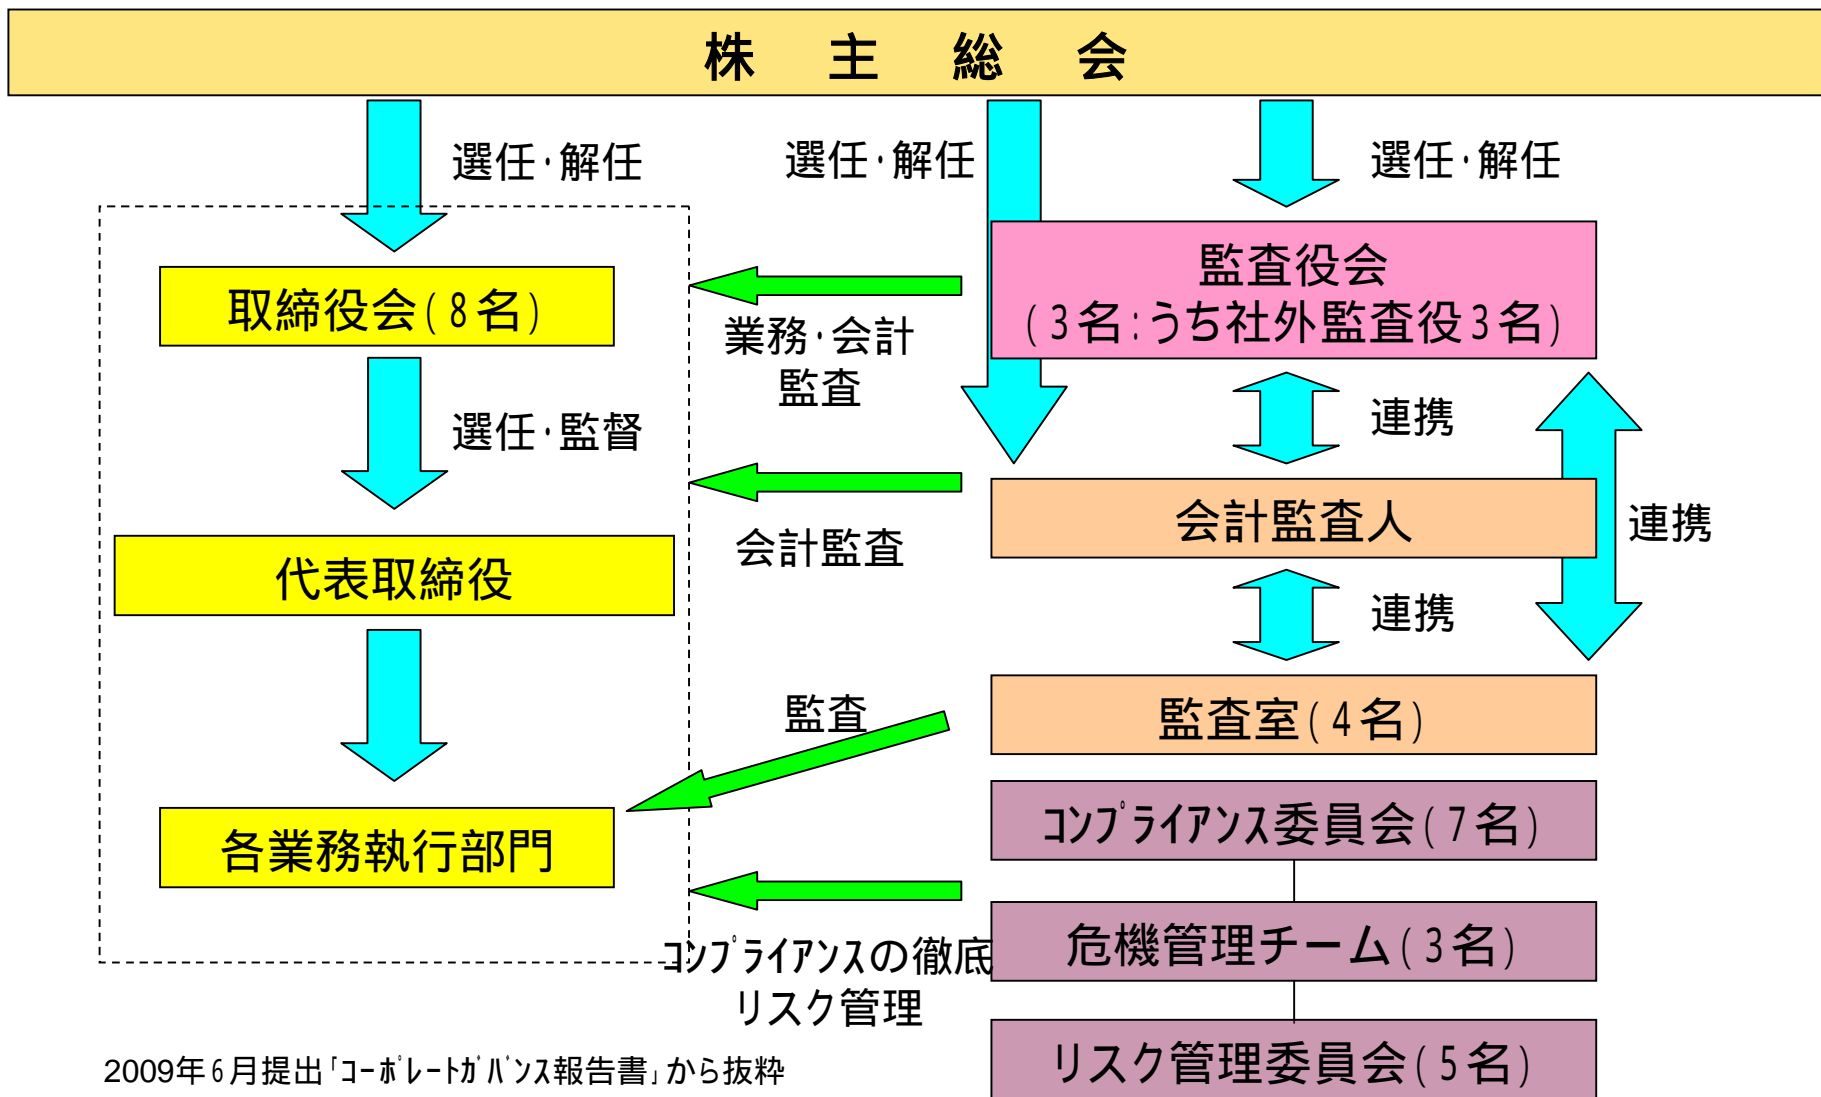 株 主 総 会
選任・解任
選任・解任
選任・解任
監査役会
(3名:うち社外監査役3名)
取締役会(8名)
業務・会計
監査
選任・監督
連携
会計監査人
連携
会計監査
代表取締役
連携
監査
監査室(4名)
コンプライアンス委員会(7名)
各業務執行部門
危機管理チーム(3名)
コンプライアンスの徹底
リスク管理
リスク管理委員会(5名)
2009年6月提出「コーポレートガバンス報告書」から抜粋